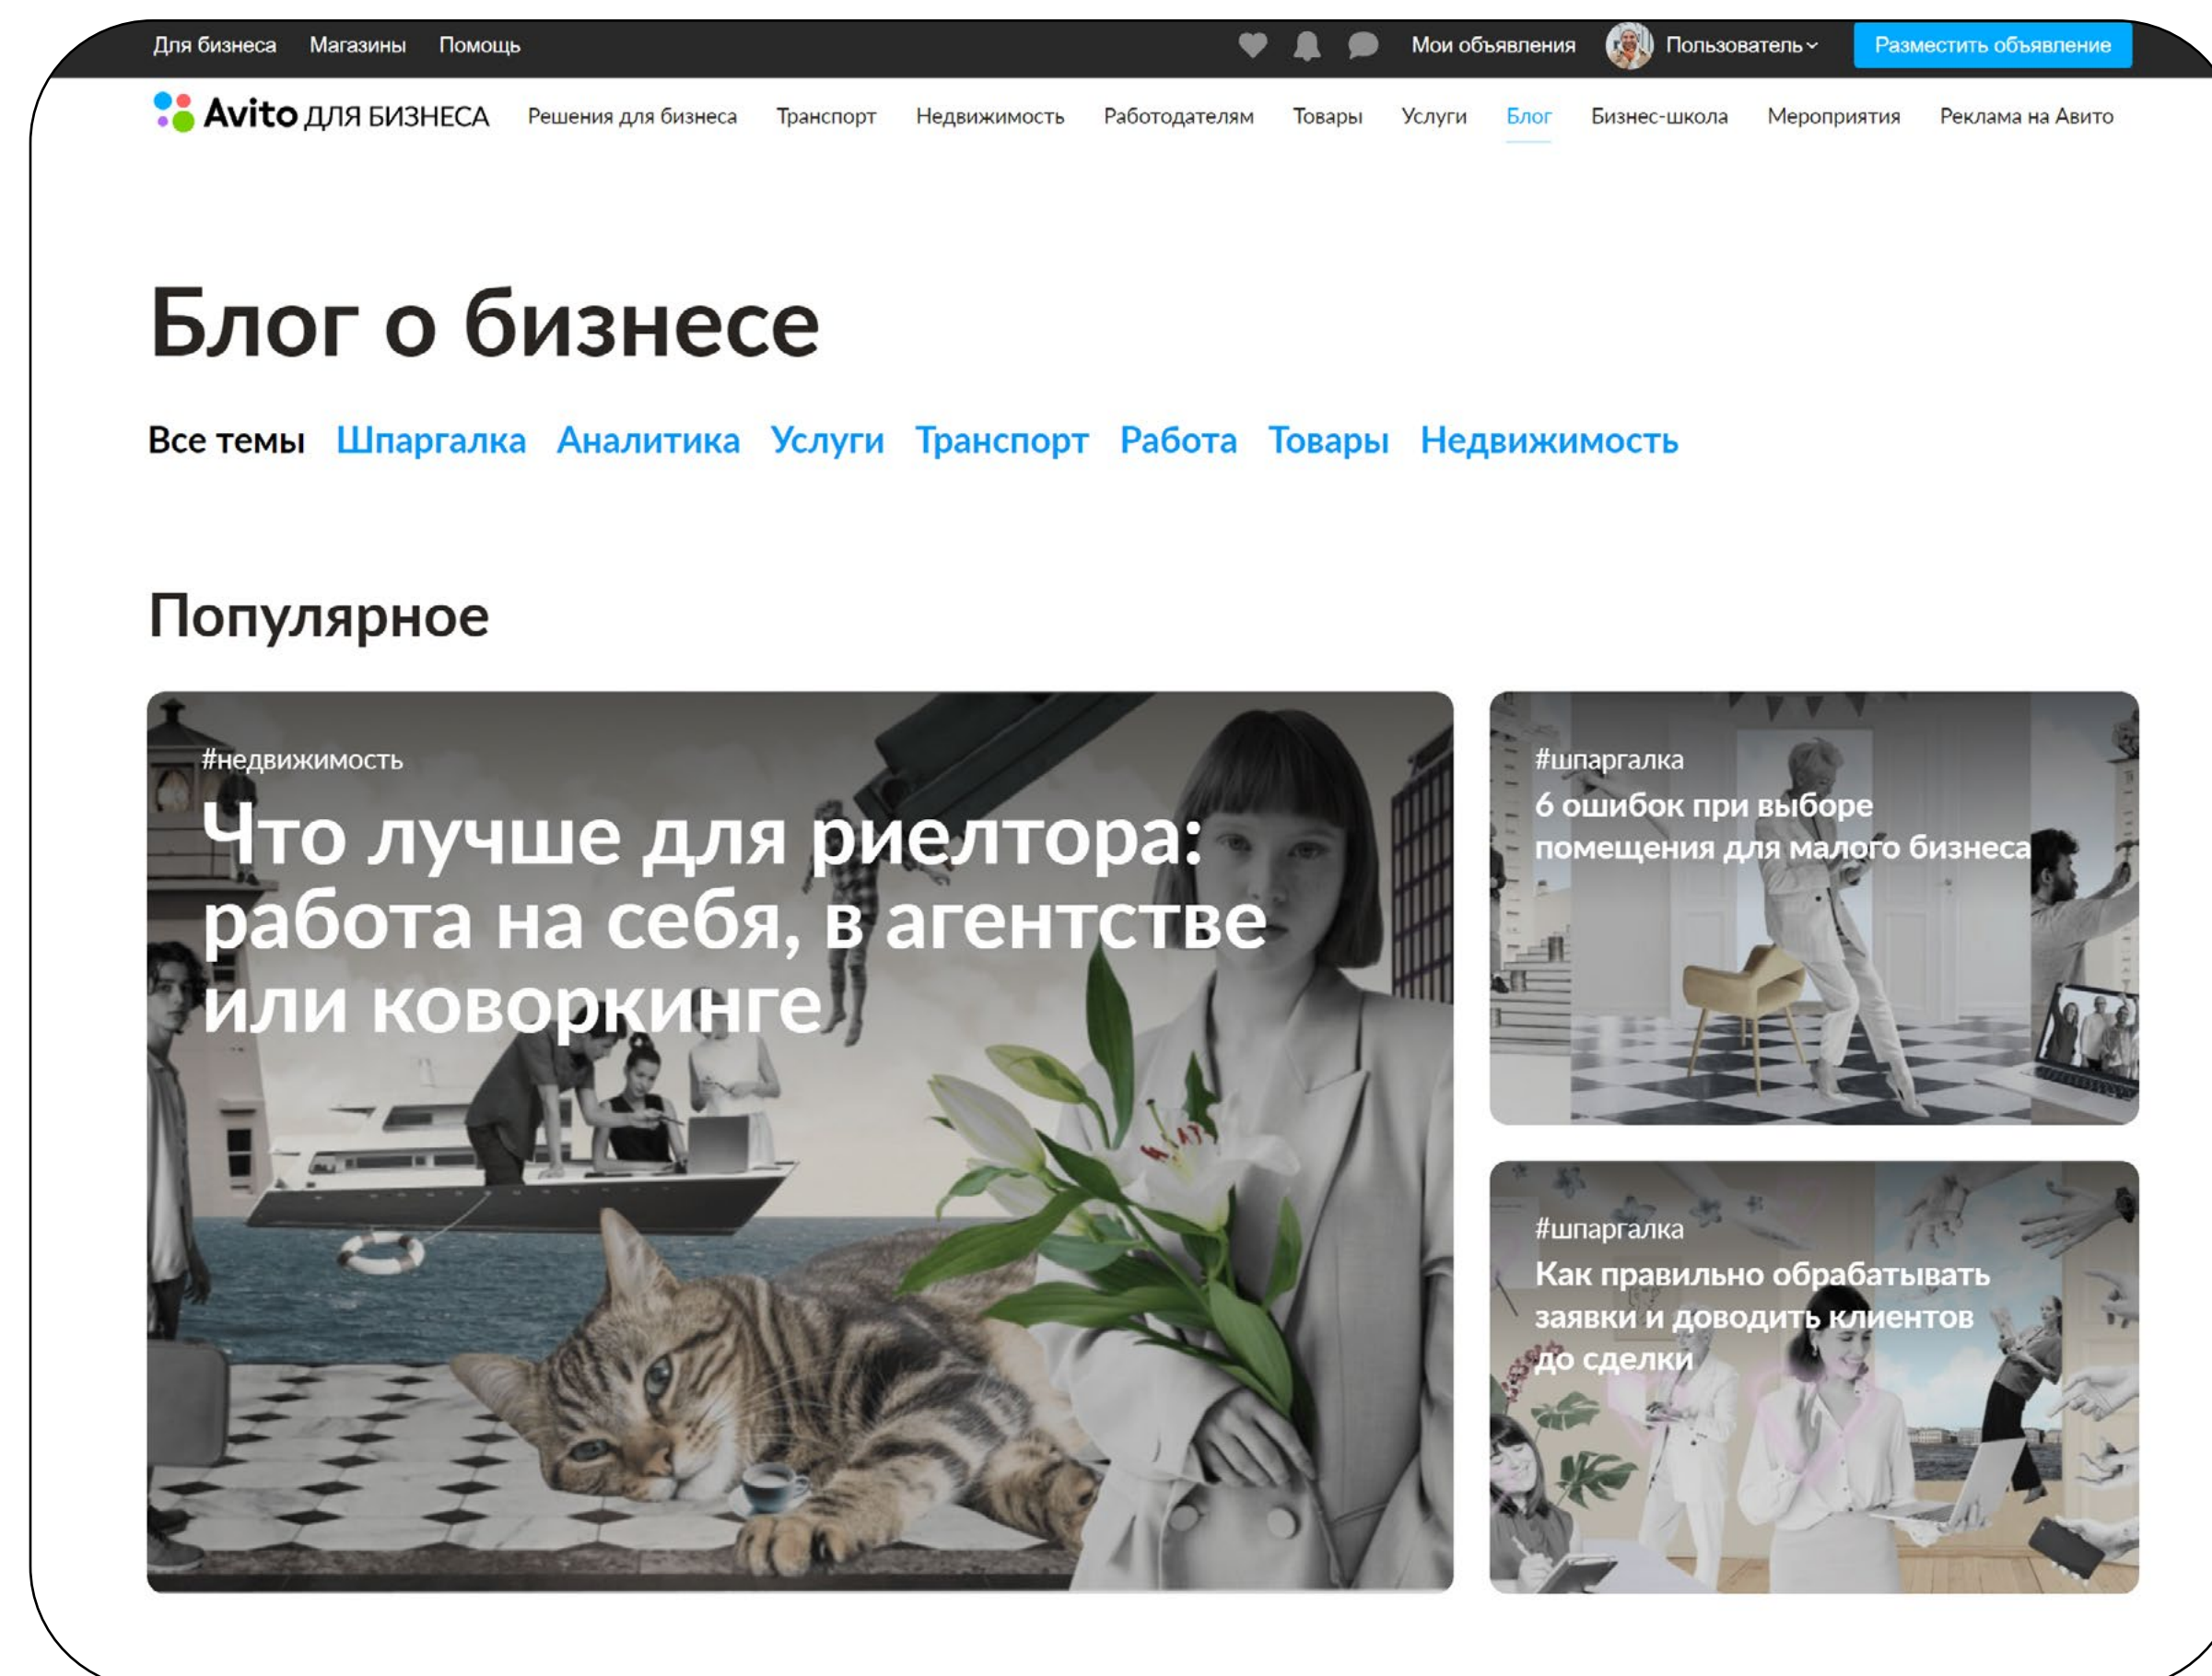 Для бизнеса Магазины Помощь Мои объявления Пользователь Разместить объявление
Avito ДЛЯ БИЗНЕСА Решения для бизнеса Транспорт Недвижимость Работодателям Товары Услуги Блог Бизнес-школа Мероприятия Реклама на Авито
Блог о бизнесе
Все темы Шпаргалка Аналитика Услуги Транспорт Работа Товары Недвижимость
Популярное
#недвижимость
Что лучше для риелтора:
работа на себя, в агентстве
или коворкинге
#шпаргалка
6 ошибок при выборе
помещения для малого бизнеса
#шпаргалка
Как правильно обрабатывать
заявки и доводить клиентов
до сделки